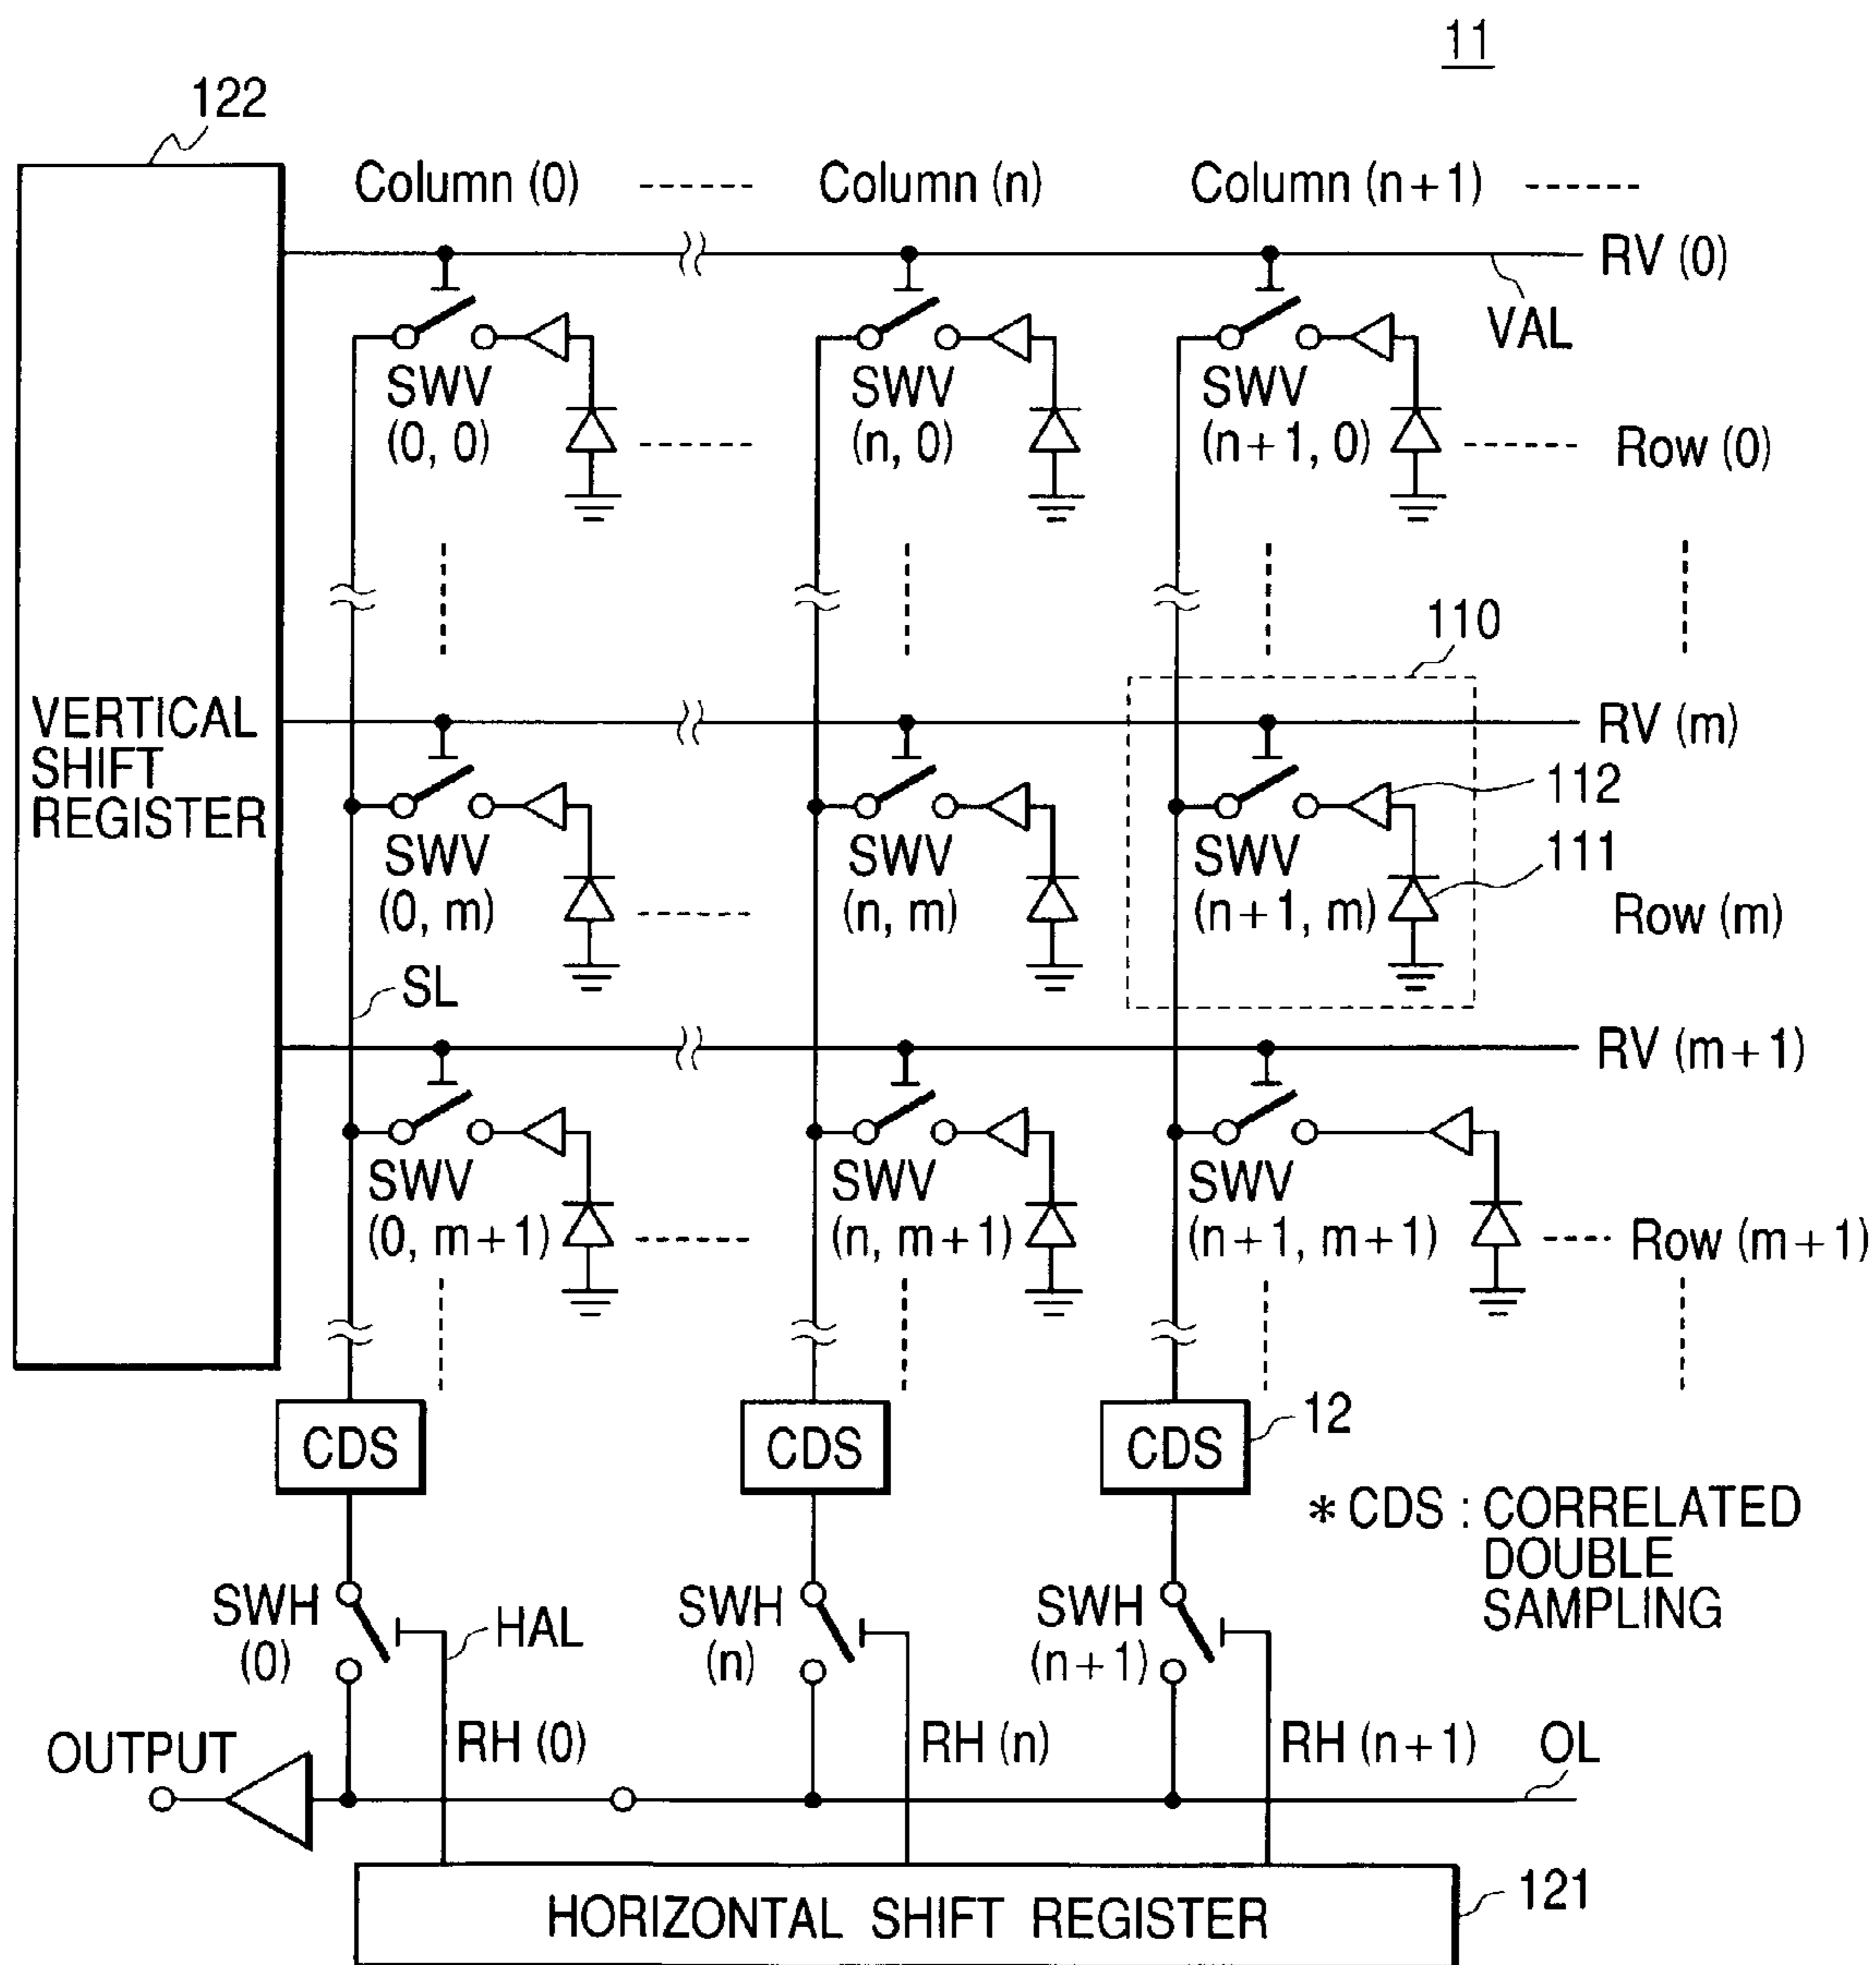 11
122
Column (0) ------ Column (n) Column (n+1) ------
RV (0)
VAL
SWV
(0, 0)
SWV
(n, 0)
SWV
(n+1, 0)
Row (0)
110
VERTICAL
SHIFT
REGISTER
RV (m)
112
111
SWV
(0, m)
SWV
(n, m)
SWV
(n+1, m)
Row (m)
SL
RV (m+1)
SWV
(0, m+1)
SWV
(n, m+1)
SWV
(n+1, m+1)
Row (m+1)
CDS
CDS
CDS
12
* CDS : CORRELATED
DOUBLE
SAMPLING
SWH
(0)
HAL
SWH
(n)
SWH
(n+1)
OUTPUT
RH (0)
RH (n)
RH (n+1)
OL
HORIZONTAL SHIFT REGISTER
121